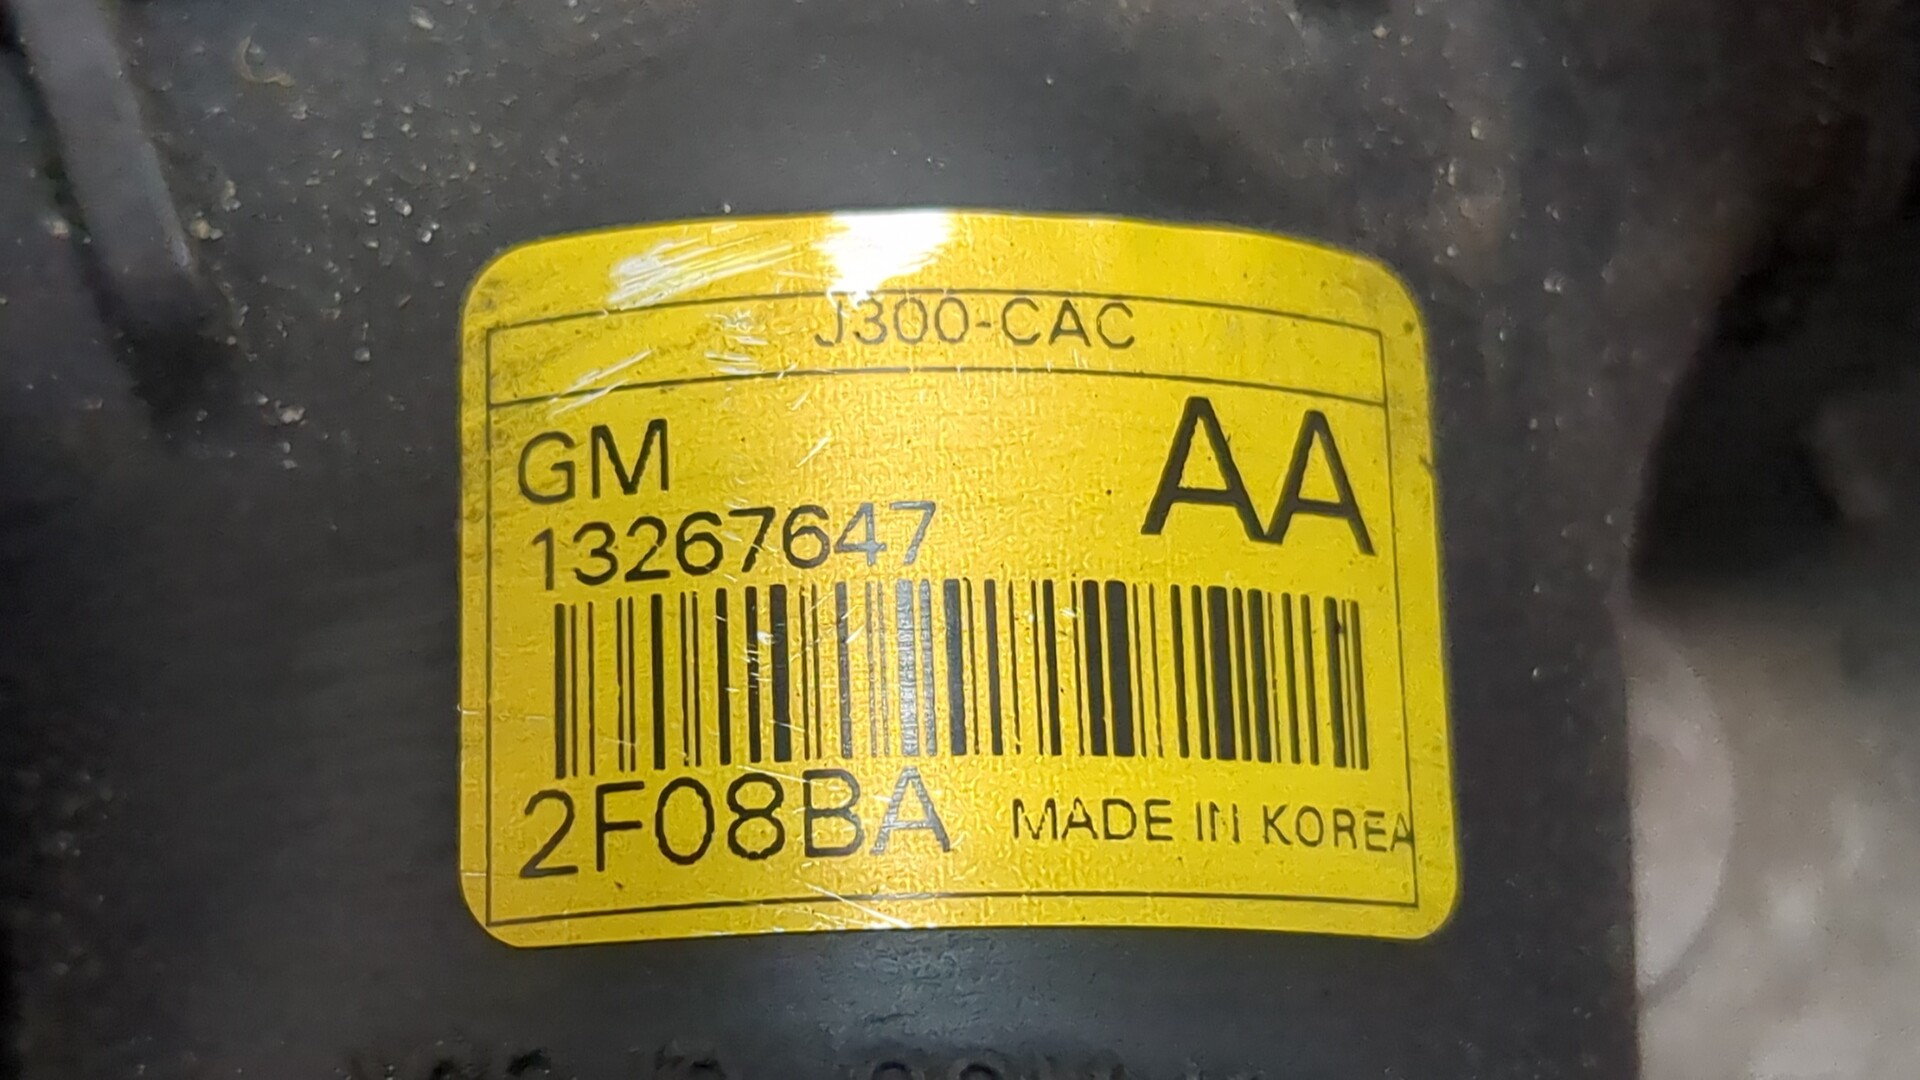 J300-CAC
GM
AA
13267647
2F08BA
MADE IN KOREA